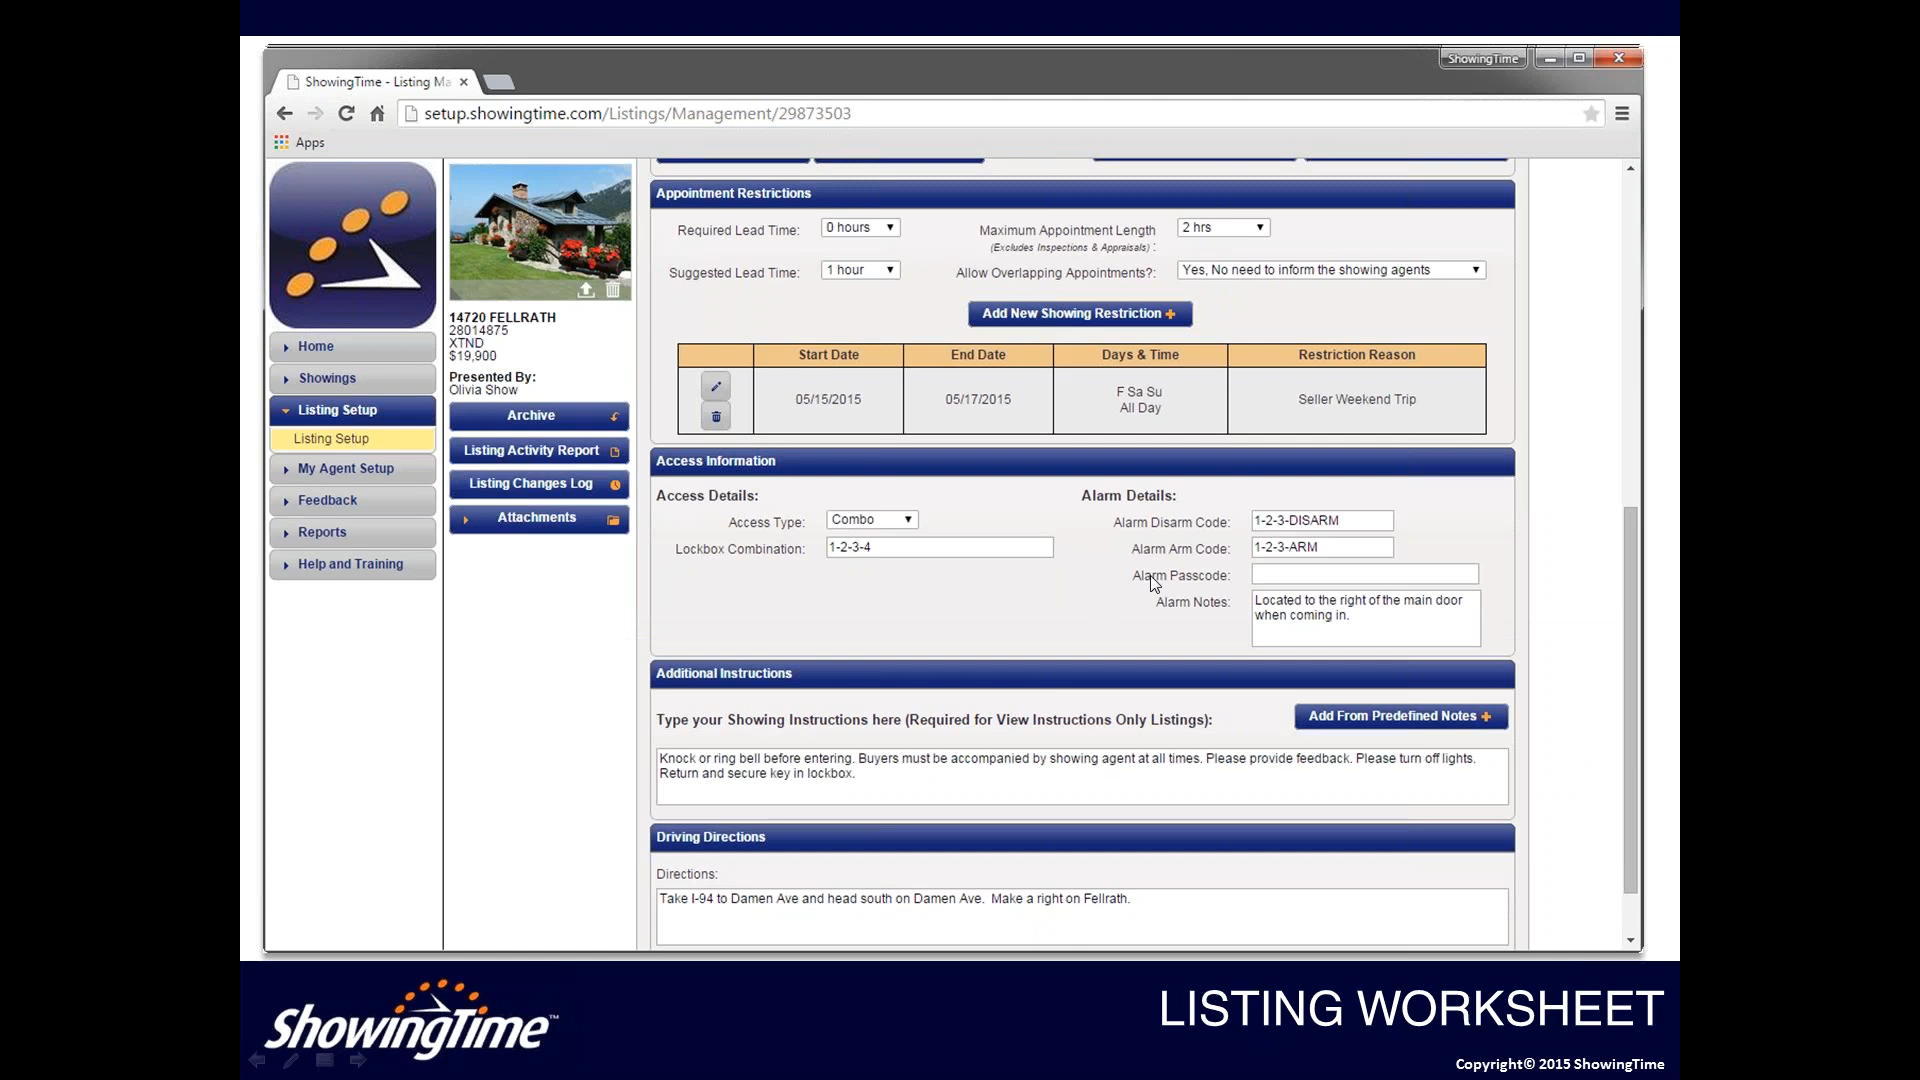 ShowingTime
ShowingTime - Listing Ma
setup.showingtime.com/Listings/Management/29873503
Apps
Home
Showings
Listing Setup
Listing Setup
My Agent Setup
Feedback
Reports
Help and Training
14720 FELLRATH
28014875
XTND
$19,900
Presented By:
Olivia Show
Archive
Listing Activity Report
Listing Changes Log
Attachments
Appointment Restrictions
Required Lead Time: 0 hours
Maximum Appointment Length 2 hrs
(Excludes Inspections & Appraisals) :
Suggested Lead Time: 1 hour
Allow Overlapping Appointments?: Yes, No need to inform the showing agents
Add New Showing Restriction
Start Date End Date Days & Time Restriction Reason
05/15/2015 05/17/2015 F Sa Su Seller Weekend Trip
All Day
Access Information
Access Details:
Access Type: Combo
Lockbox Combination: 1-2-3-4
Alarm Details:
Alarm Disarm Code: 1-2-3-DISARM
Alarm Arm Code: 1-2-3-ARM
Alarm Passcode:
Alarm Notes: Located to the right of the main door
when coming in.
Additional Instructions
Type your Showing Instructions here (Required for View Instructions Only Listings):
Add From Predefined Notes
Knock or ring bell before entering. Buyers must be accompanied by showing agent at all times. Please provide feedback. Please turn off lights.
Return and secure key in lockbox.
Driving Directions
Directions:
Take I-94 to Damen Ave and head south on Damen Ave.  Make a right on Fellrath.
ShowingTime™
LISTING WORKSHEET
Copyright© 2015 ShowingTime